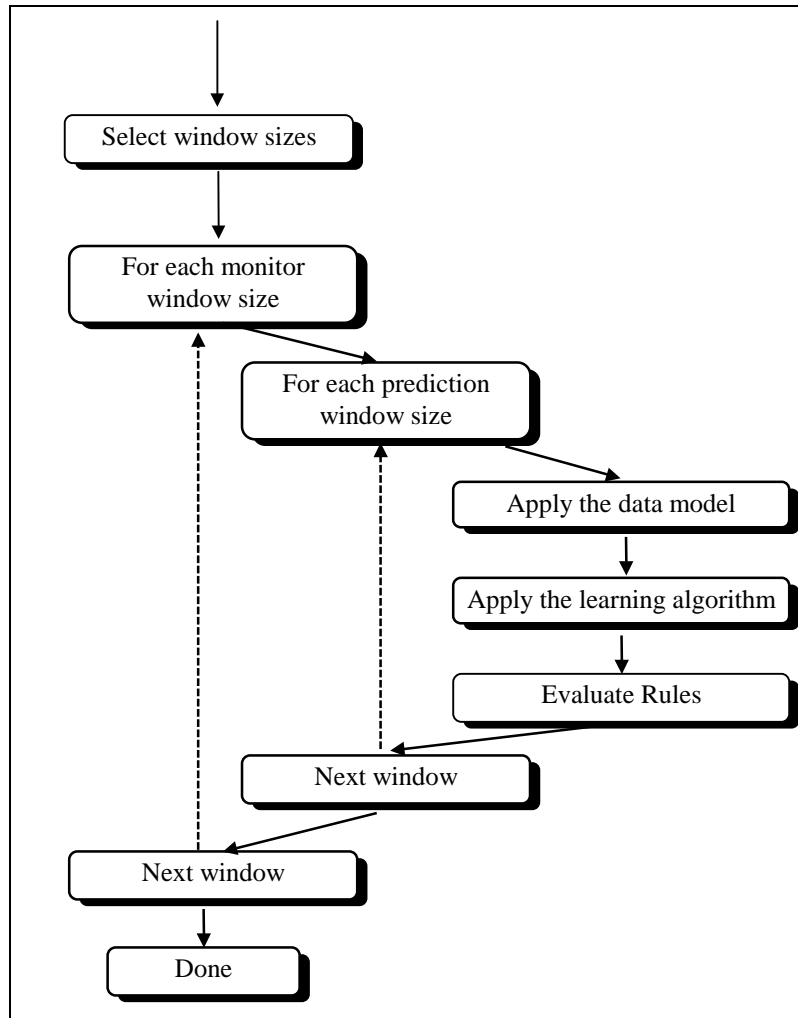 Select window sizes
For each monitor
window size
For each prediction
window size
Apply the data model
Apply the learning algorithm
Evaluate Rules
Next window
Next window
Done